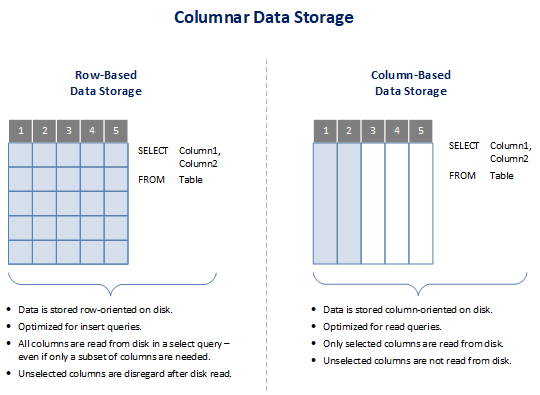 Columnar Data Storage
Row-Based
Data Storage
1 2 3 4 5
SELECT Column1,
Column2
FROM Table
• Data is stored row-oriented on disk.
• Optimized for insert queries.
• All columns are read from disk in a select query –
even if only a subset of columns are needed.
• Unselected columns are disregard after disk read.
Column-Based
Data Storage
1 2 3 4 5
SELECT Column1,
Column2
FROM Table
• Data is stored column-oriented on disk.
• Optimized for read queries.
• Only selected columns are read from disk.
• Unselected columns are not read from disk.